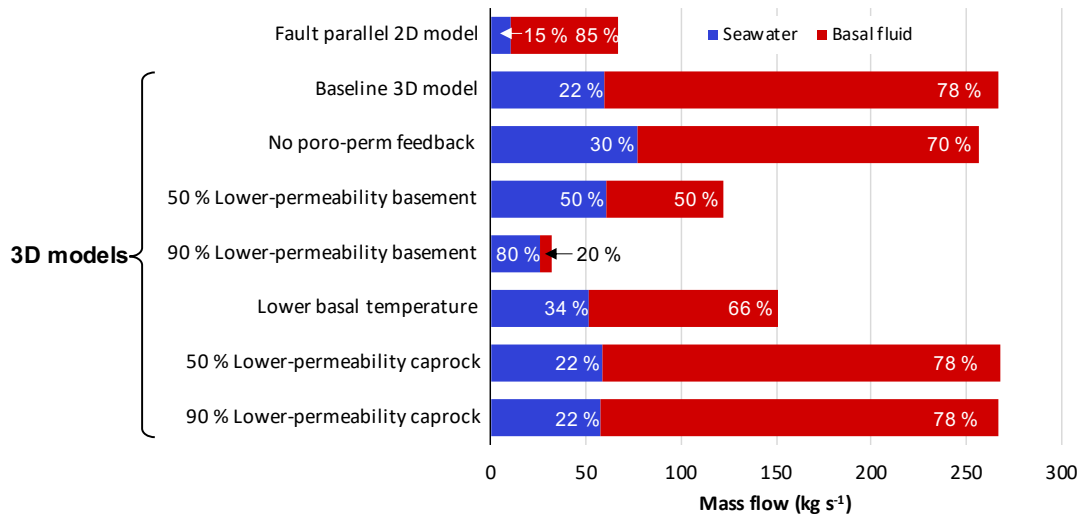 Fault parallel 2D model
15 % 85 %
Seawater
Basal fluid
Baseline 3D model
22 %
78 %
No poro-perm feedback
30 %
70 %
50 % Lower-permeability basement
50 %
50 %
3D models
90 % Lower-permeability basement
80 %
20 %
Lower basal temperature
34 %
66 %
50 % Lower-permeability caprock
22 %
78 %
90 % Lower-permeability caprock
22 %
78 %
0 50 100 150 200 250 300
Mass flow (kg s⁻¹)